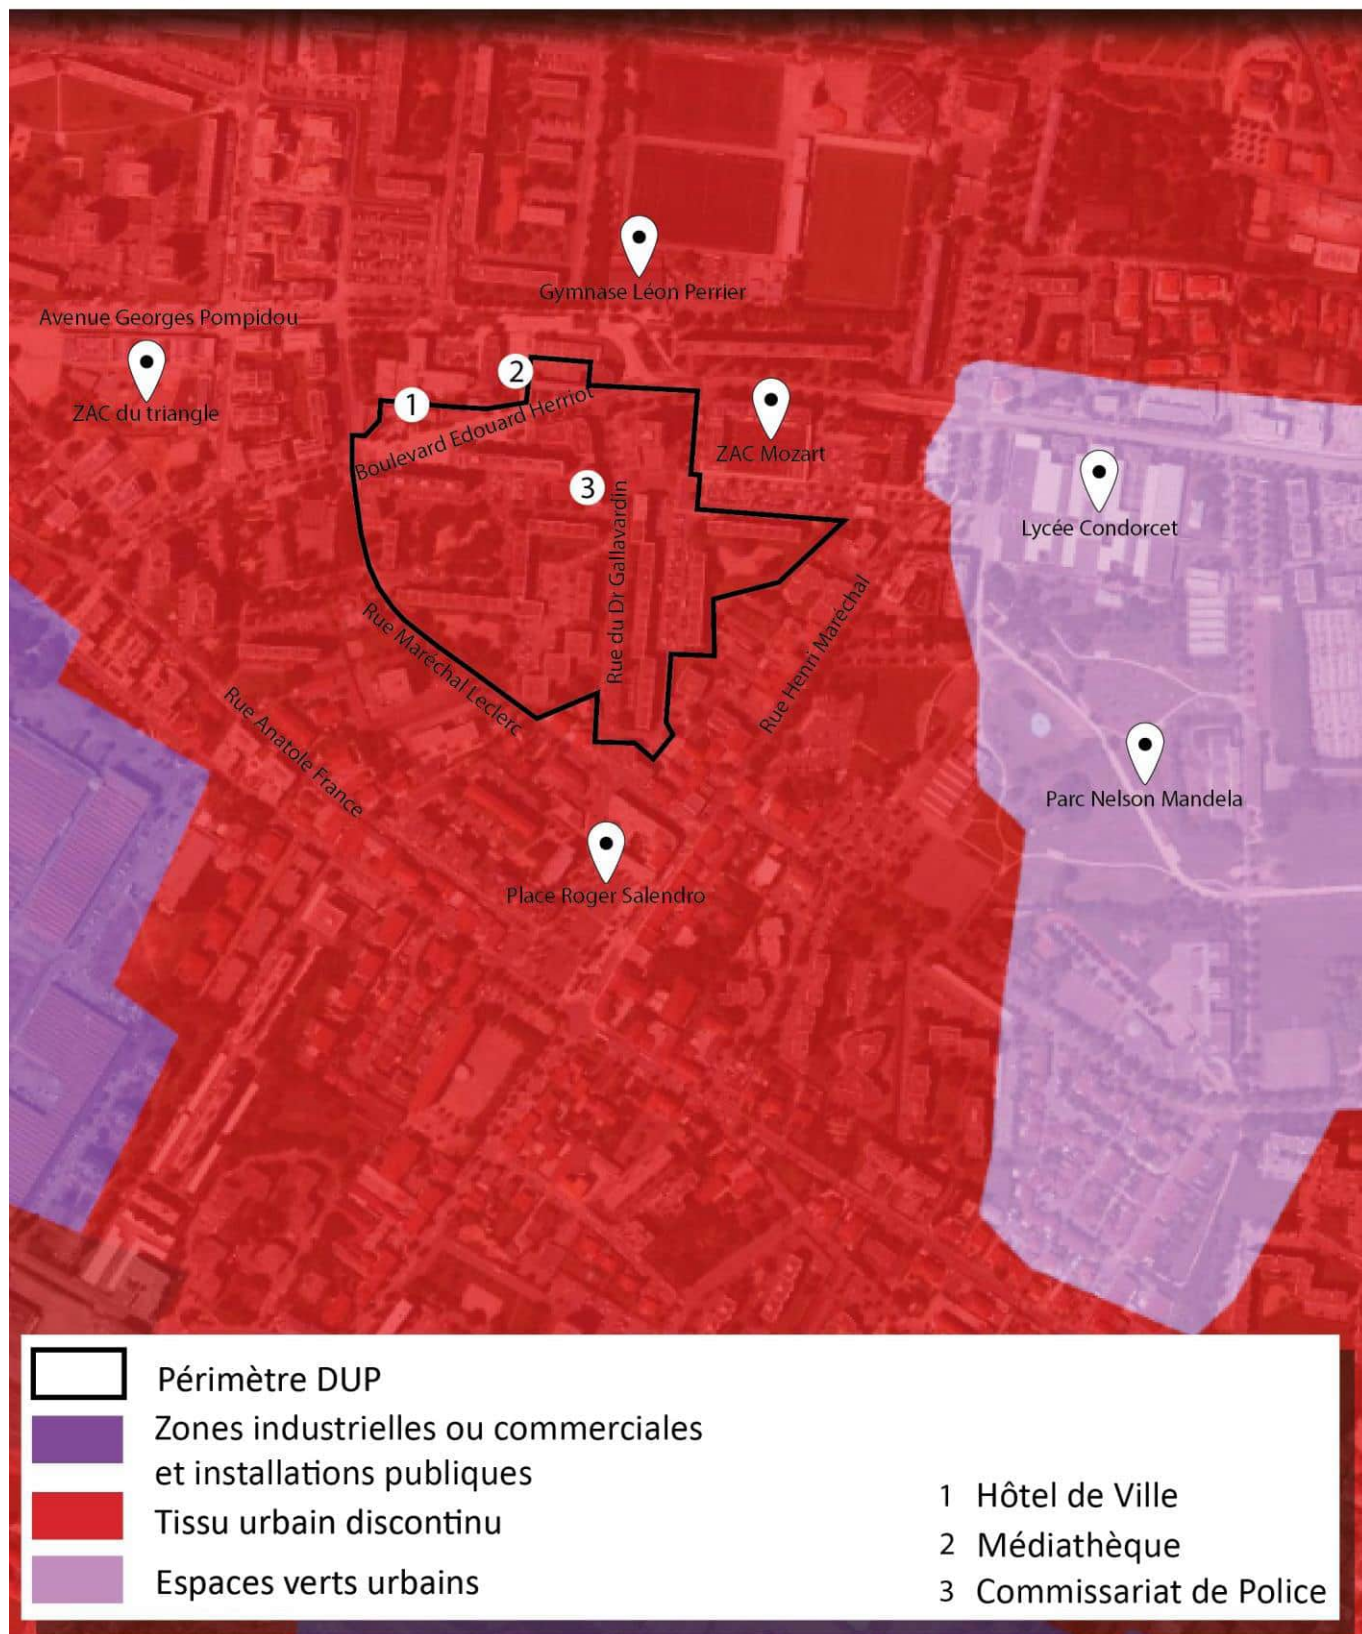 Gymnase Léon Perrier
Avenue Georges Pompidou
ZAC du triangle
2
1
Boulevard Edouard Herriot
ZAC Mozart
3
Lycée Condorcet
Rue du Dr Gallavardin
Rue Maréchal Leclerc
Rue Henri Maréchal
Rue Anatole France
Parc Nelson Mandela
Place Roger Salendro
Périmètre DUP
Zones industrielles ou commerciales
et installations publiques
Tissu urbain discontinu
Espaces verts urbains
1 Hôtel de Ville
2 Médiathèque
3 Commissariat de Police